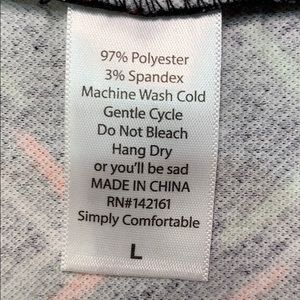 97% Polyester
3% Spandex
Machine Wash Cold
Gentle Cycle
Do Not Bleach
Hang Dry
or you'll be sad
MADE IN CHINA
RN#142161
Simply Comfortable
L